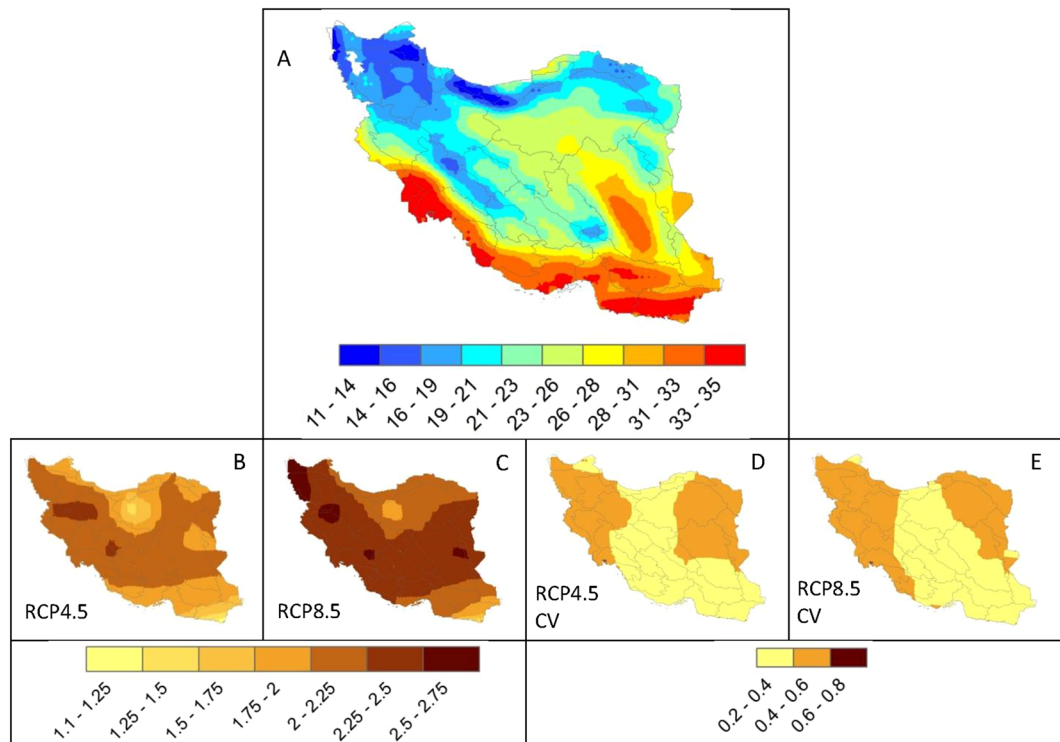 A
11 - 14
14 - 16
16 - 19
19 - 21
21 - 23
23 - 26
26 - 28
28 - 31
31 - 33
33 - 35
B
RCP4.5
C
RCP8.5
D
RCP4.5
CV
E
RCP8.5
CV
1.1 - 1.25
1.25 - 1.5
1.5 - 1.75
1.75 - 2
2 - 2.25
2.25 - 2.5
2.5 - 2.75
0.2 - 0.4
0.4 - 0.6
0.6 - 0.8